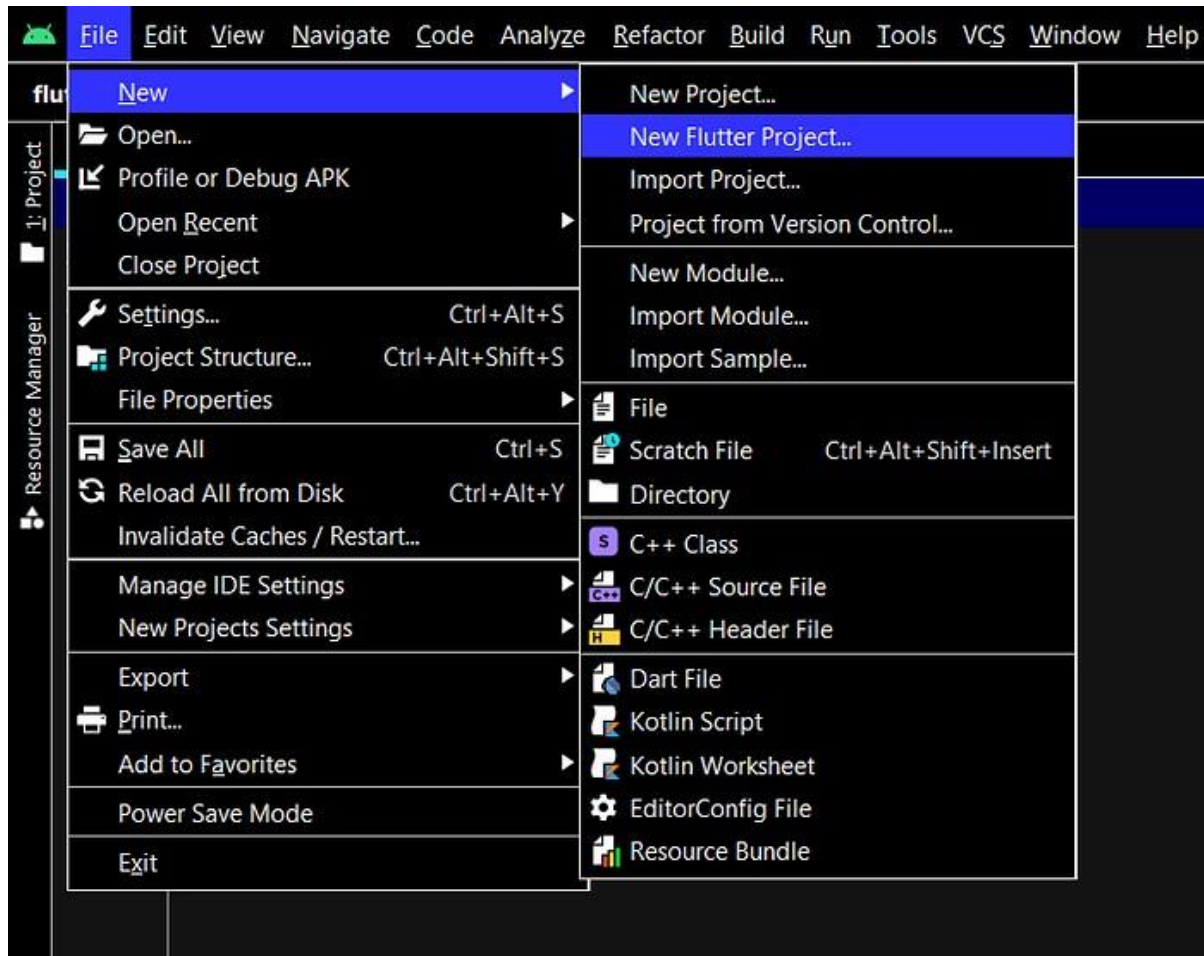 File Edit View Navigate Code Analyze Refactor Build Run Tools VCS Window Help
flu
1: Project
Resource Manager
New
Open...
Profile or Debug APK
Open Recent
Close Project
Settings... Ctrl+Alt+S
Project Structure... Ctrl+Alt+Shift+S
File Properties
Save All Ctrl+S
Reload All from Disk Ctrl+Alt+Y
Invalidate Caches / Restart...
Manage IDE Settings
New Projects Settings
Export
Print...
Add to Favorites
Power Save Mode
Exit
New Project...
New Flutter Project...
Import Project...
Project from Version Control...
New Module...
Import Module...
Import Sample...
File
Scratch File Ctrl+Alt+Shift+Insert
Directory
S C++ Class
C++ C/C++ Source File
H C/C++ Header File
Dart File
Kotlin Script
Kotlin Worksheet
EditorConfig File
Resource Bundle